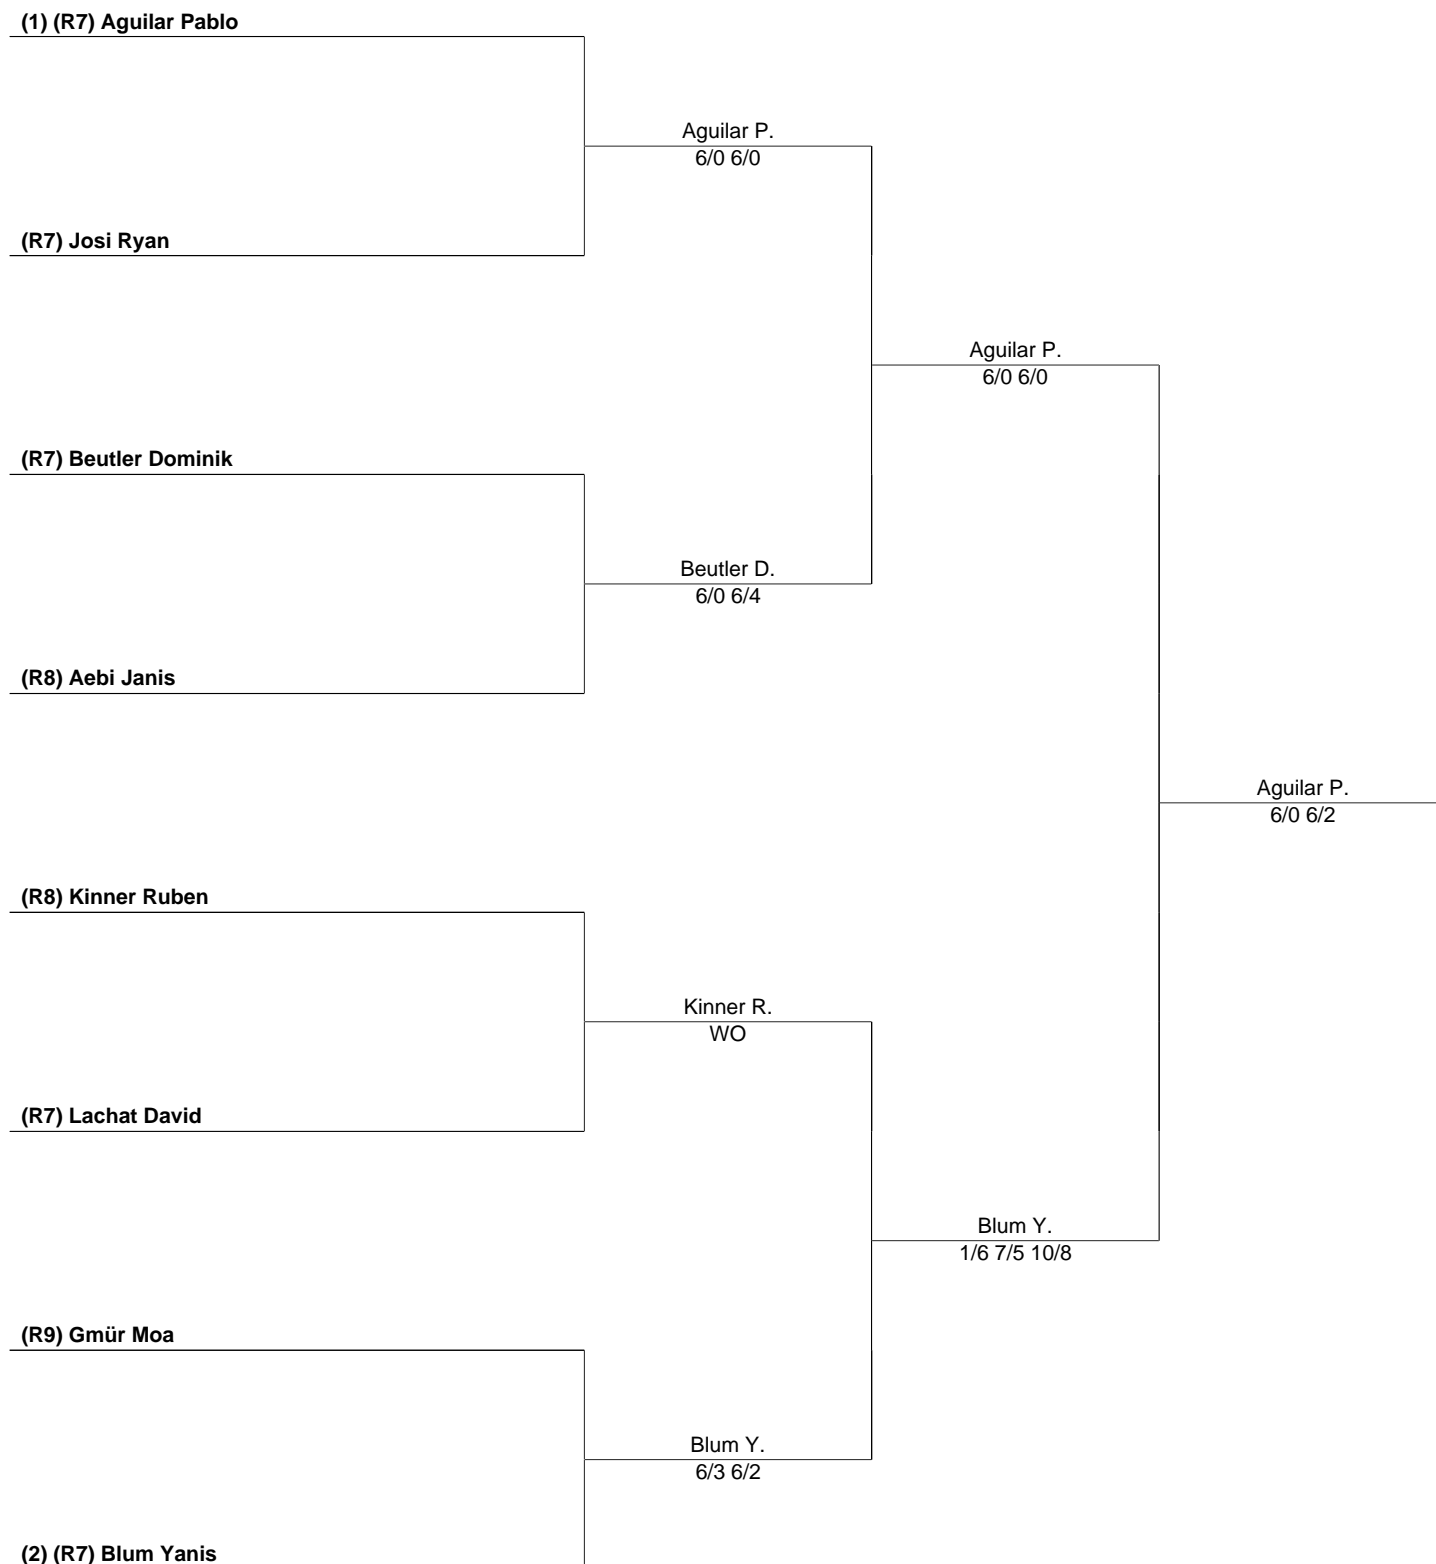 (1) (R7) Aguilar Pablo
Aguilar P.
6/0 6/0
(R7) Josi Ryan
Aguilar P.
6/0 6/0
(R7) Beutler Dominik
Beutler D.
6/0 6/4
(R8) Aebi Janis
Aguilar P.
6/0 6/2
(R8) Kinner Ruben
Kinner R.
WO
(R7) Lachat David
Blum Y.
1/6 7/5 10/8
(R9) Gmür Moa
Blum Y.
6/3 6/2
(2) (R7) Blum Yanis